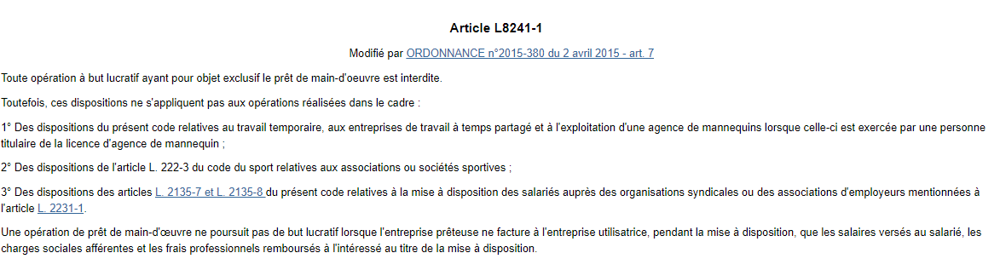 Article L8241-1
Modifié par ORDONNANCE n°2015-380 du 2 avril 2015 - art. 7
Toute opération à but lucratif ayant pour objet exclusif le prêt de main-d'oeuvre est interdite.
Toutefois, ces dispositions ne s'appliquent pas aux opérations réalisées dans le cadre :
1° Des dispositions du présent code relatives au travail temporaire, aux entreprises de travail à temps partagé et à l'exploitation d'une agence de mannequins lorsque celle-ci est exercée par une personne
titulaire de la licence d'agence de mannequin ;
2° Des dispositions de l'article L. 222-3 du code du sport relatives aux associations ou sociétés sportives ;
3° Des dispositions des articles L. 2135-7 et L. 2135-8 du présent code relatives à la mise à disposition des salariés auprès des organisations syndicales ou des associations d'employeurs mentionnées à
l'article L. 2231-1.
Une opération de prêt de main-d'œuvre ne poursuit pas de but lucratif lorsque l'entreprise prêteuse ne facture à l'entreprise utilisatrice, pendant la mise à disposition, que les salaires versés au salarié, les
charges sociales afférentes et les frais professionnels remboursés à l'intéressé au titre de la mise à disposition.